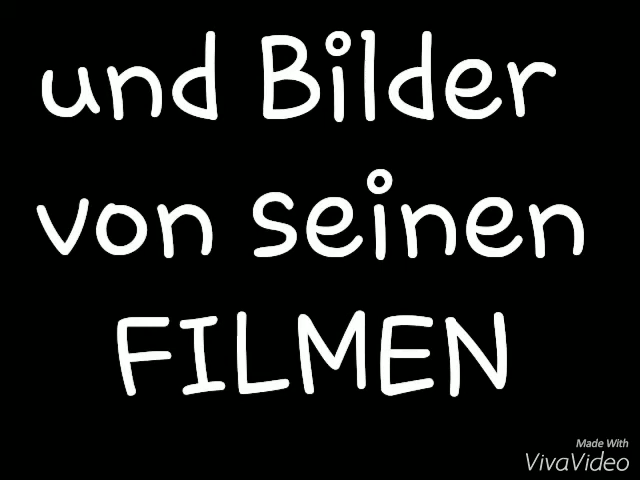 und Bilder
von seinen
FILMEN
Made With
VivaVideo